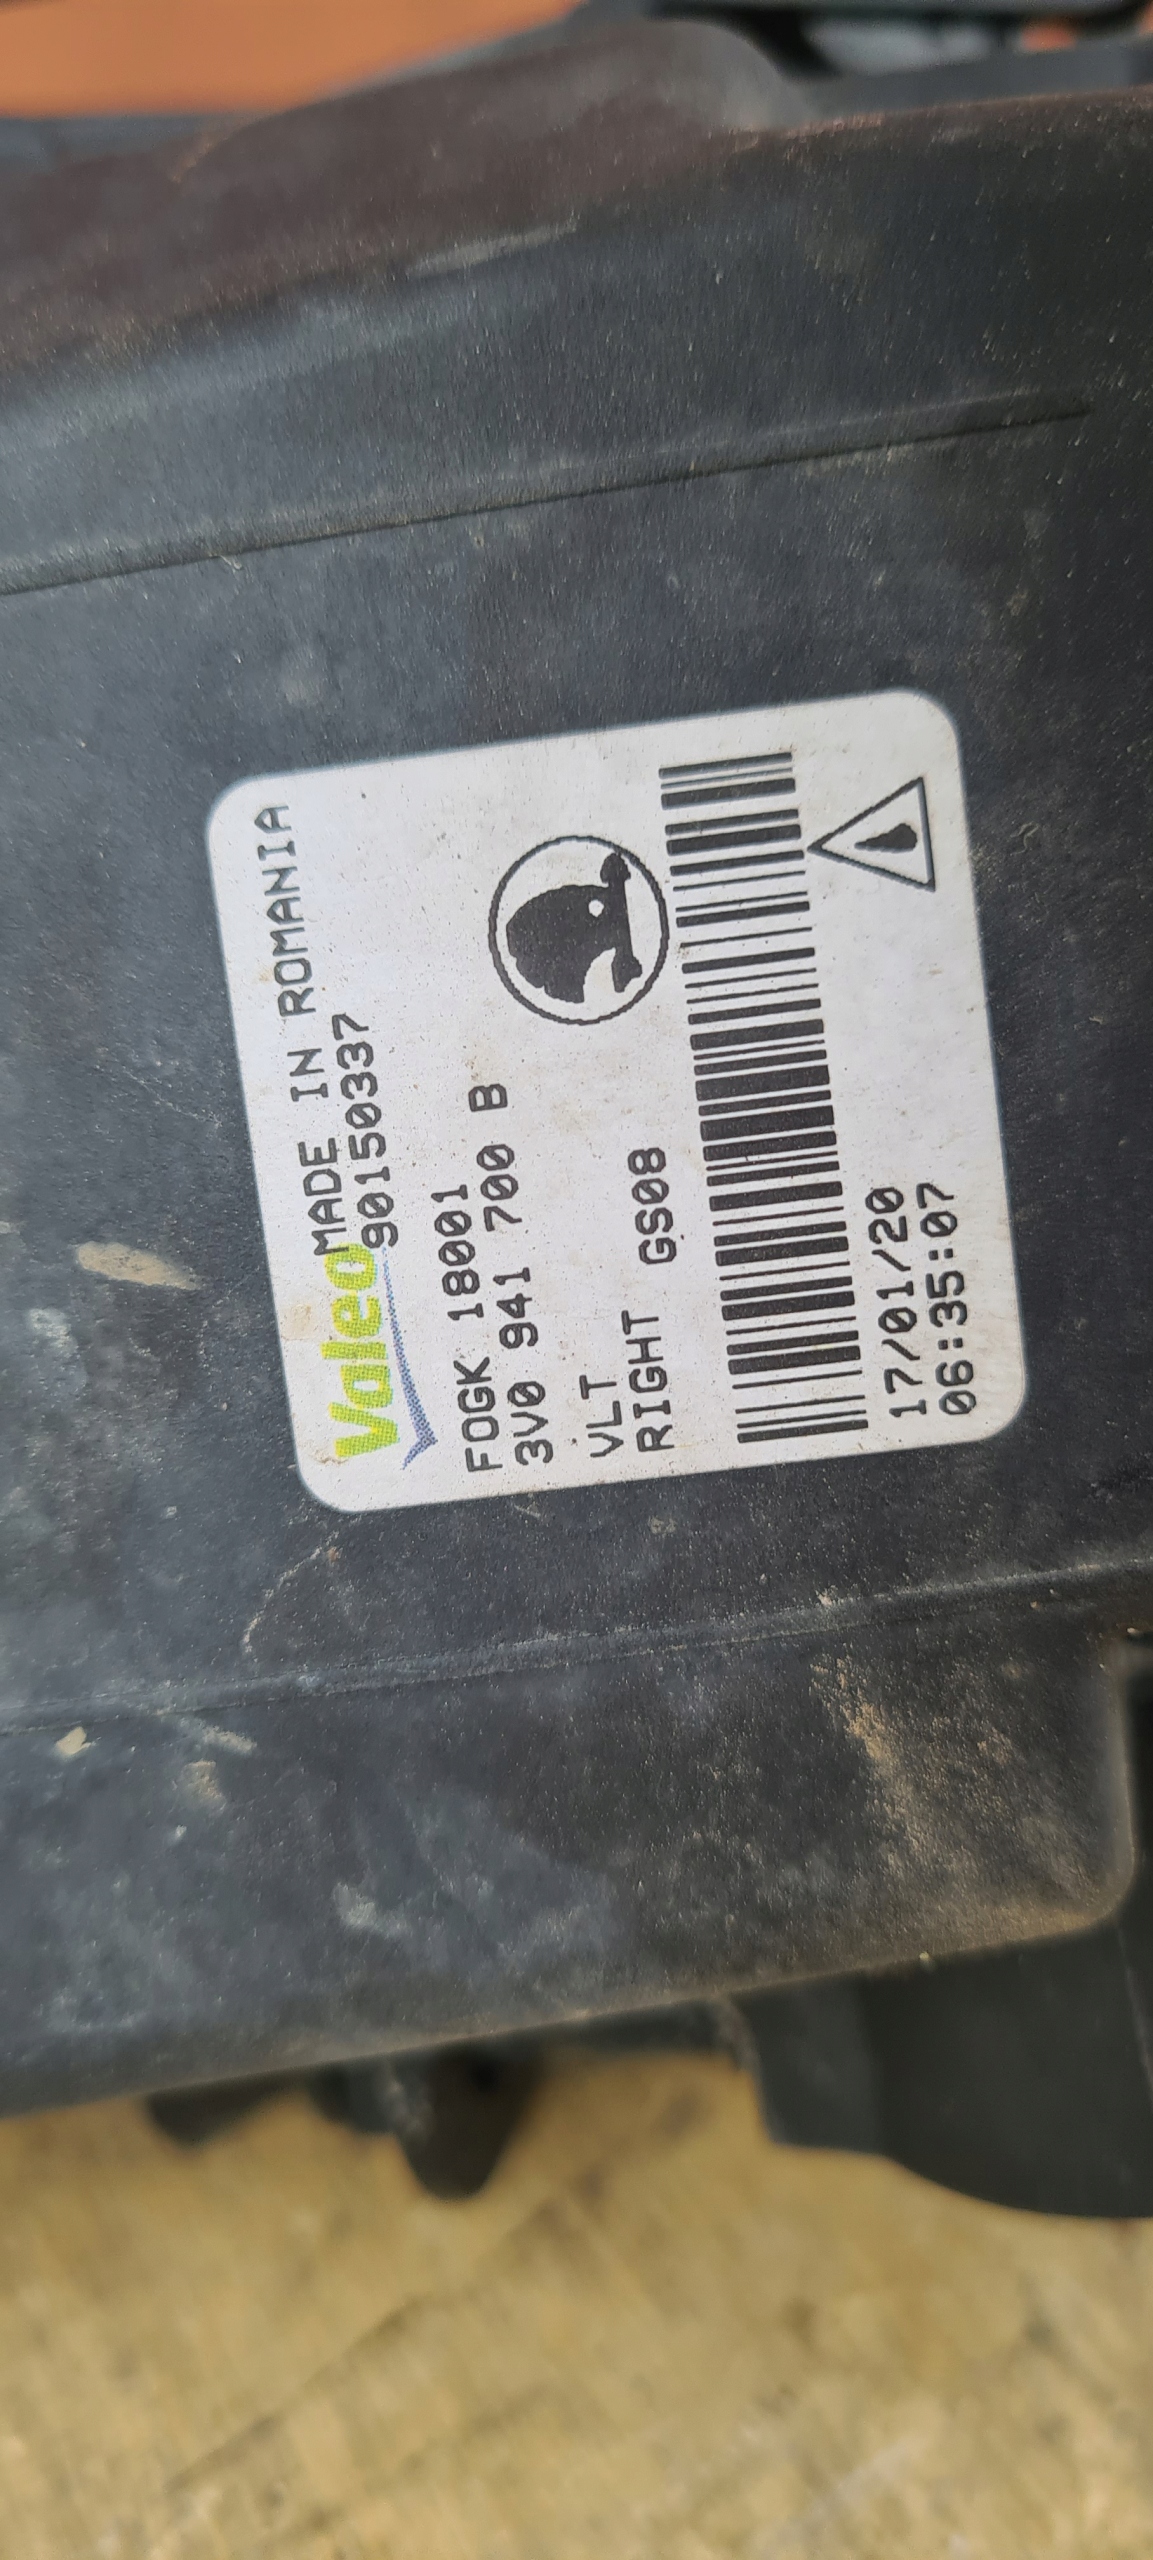 Valeo MADE IN ROMANIA
90150337
FOGK 18001
3V0 941 700 B
VLT
RIGHT GS08
17/01/20
06:35:07